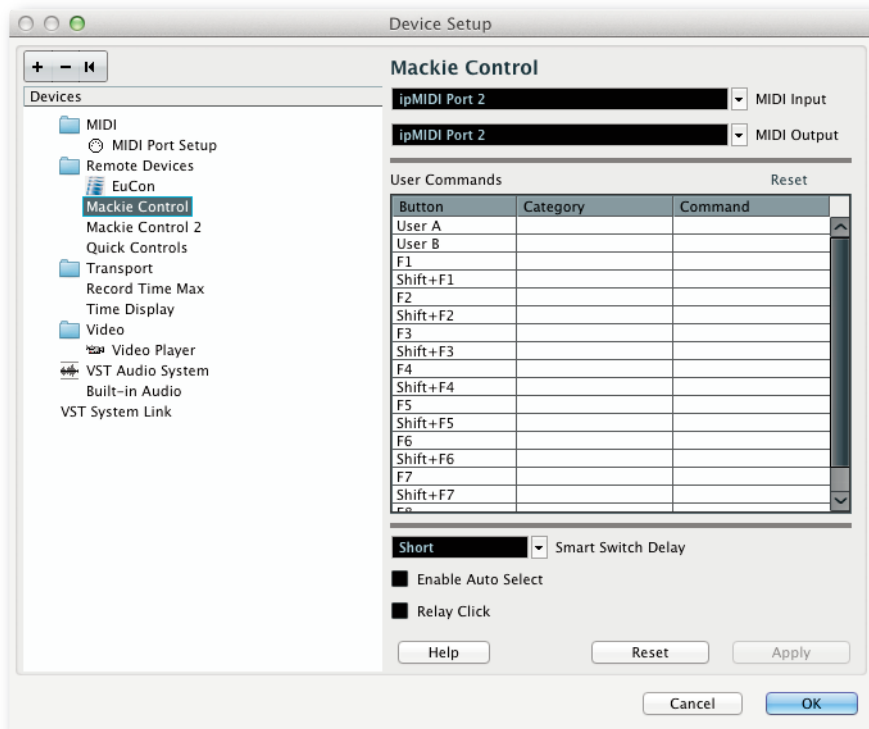 Device Setup
+ −
Devices
MIDI
MIDI Port Setup
Remote Devices
EuCon
Mackie Control
Mackie Control 2
Quick Controls
Transport
Record Time Max
Time Display
Video
Video Player
VST Audio System
Built-in Audio
VST System Link
Mackie Control
ipMIDI Port 2 MIDI Input
ipMIDI Port 2 MIDI Output
User Commands Reset
Button Category Command
User A
User B
F1
Shift+F1
F2
Shift+F2
F3
Shift+F3
F4
Shift+F4
F5
Shift+F5
F6
Shift+F6
F7
Shift+F7
F8
Short Smart Switch Delay
Enable Auto Select
Relay Click
Help Reset Apply
Cancel OK